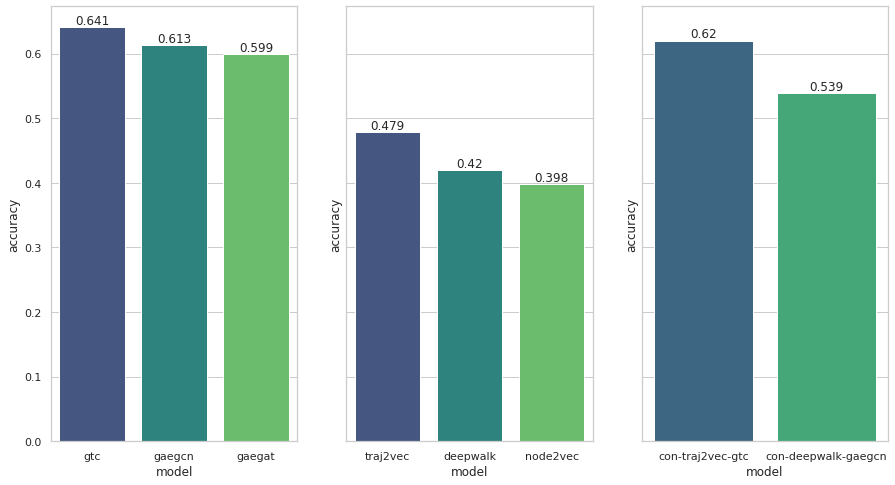 0.641
0.613
0.599
0.6
0.5
0.4
0.3
0.2
0.1
0.0
accuracy
gtc
gaegcn
gaegat
model
0.479
0.42
0.398
accuracy
traj2vec
deepwalk
node2vec
model
0.62
0.539
accuracy
con-traj2vec-gtc
con-deepwalk-gaegcn
model